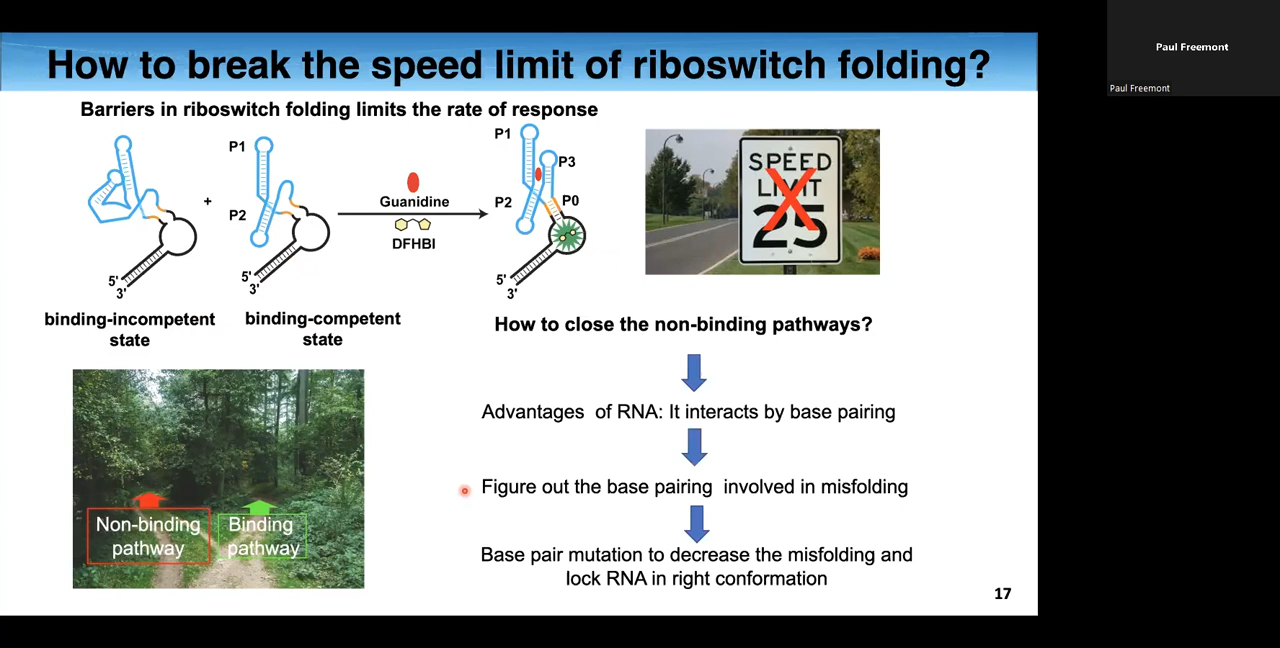 How to break the speed limit of riboswitch folding?
Paul Freemont
Paul Freemont
Barriers in riboswitch folding limits the rate of response
+
P1
P2
5'
3'
5'
3'
Guanidine
DFHBI
P1
P3
P2
P0
5'
3'
SPEED
LIMIT
25
binding-incompetent
state
binding-competent
state
How to close the non-binding pathways?
Advantages of RNA: It interacts by base pairing
Figure out the base pairing involved in misfolding
Base pair mutation to decrease the misfolding and
lock RNA in right conformation
Non-binding
pathway
Binding
pathway
17